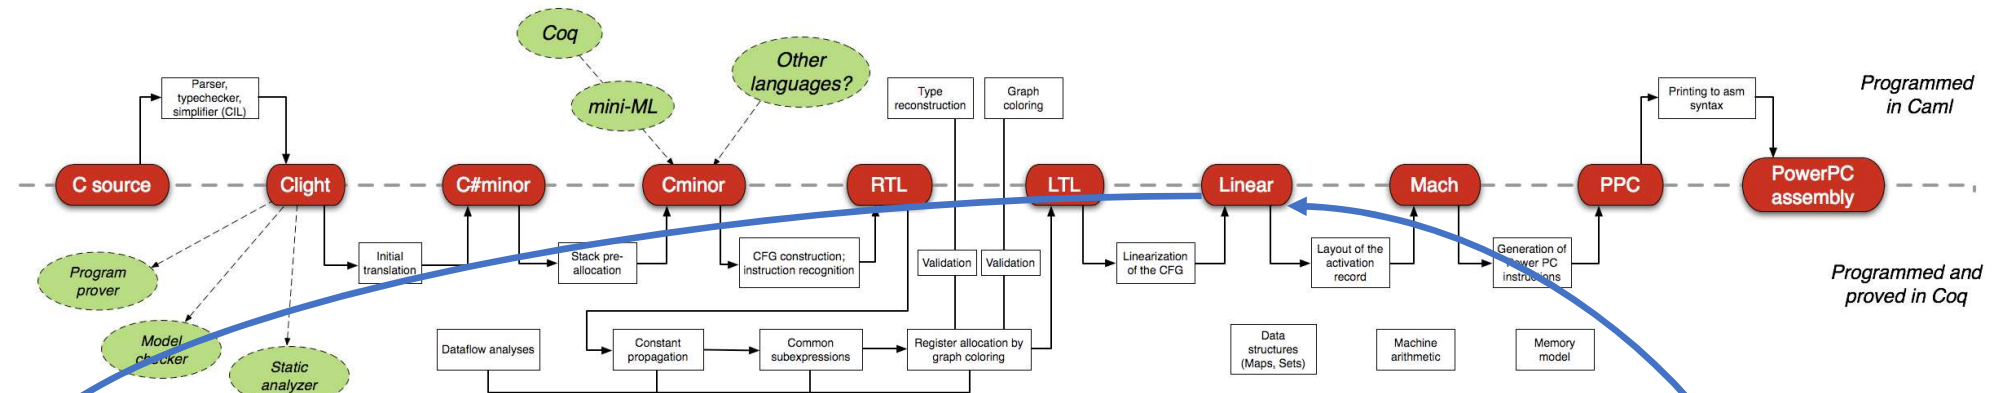 Coq
Other
languages?
mini-ML
Parser,
typechecker,
simplifier (CIL)
Type
reconstruction
Graph
coloring
Printing to asm
syntax
Programmed
in Caml
C source
Clight
C#minor
Cminor
RTL
LTL
Linear
Mach
PPC
PowerPC
assembly
Initial
translation
Stack pre-
allocation
CFG construction;
instruction recognition
Validation
Validation
Linearization
of the CFG
Layout of the
activation
record
Generation of
Power PC
instructions
Programmed and
proved in Coq
Program
prover
Model
checker
Static
analyzer
Dataflow analyses
Constant
propagation
Common
subexpressions
Register allocation by
graph coloring
Data
structures
(Maps, Sets)
Machine
arithmetic
Memory
model